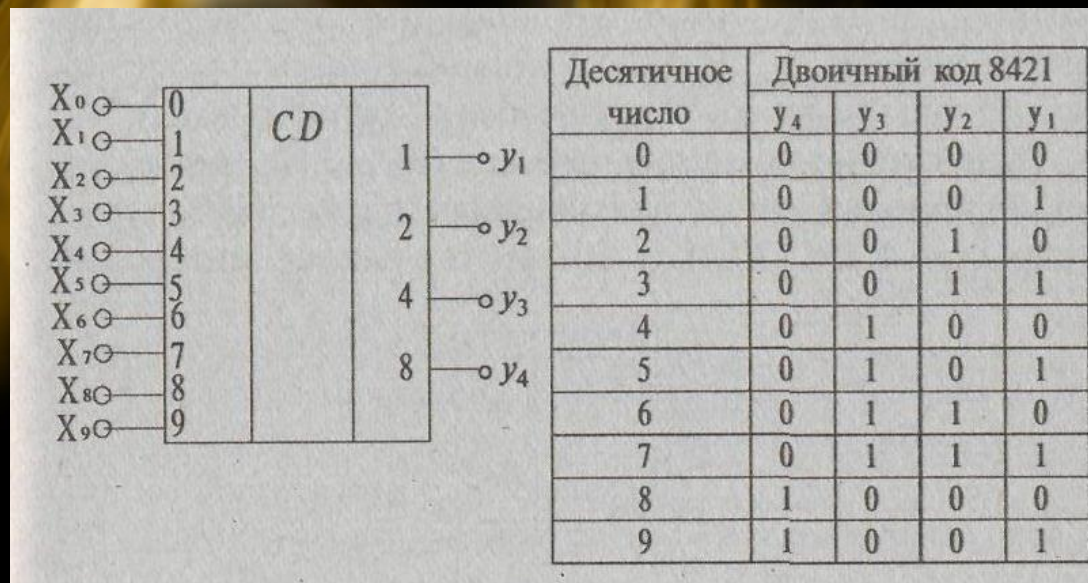 X₀ 0
X₁ 1
X₂ 2
X₃ 3
X₄ 4
X₅ 5
X₆ 6
X₇ 7
X₈ 8
X₉ 9
CD
1 y₁
2 y₂
4 y₃
8 y₄
Десятичное Двоичный код 8421
число y₄ y₃ y₂ y₁
0 0 0 0 0
1 0 0 0 1
2 0 0 1 0
3 0 0 1 1
4 0 1 0 0
5 0 1 0 1
6 0 1 1 0
7 0 1 1 1
8 1 0 0 0
9 1 0 0 1